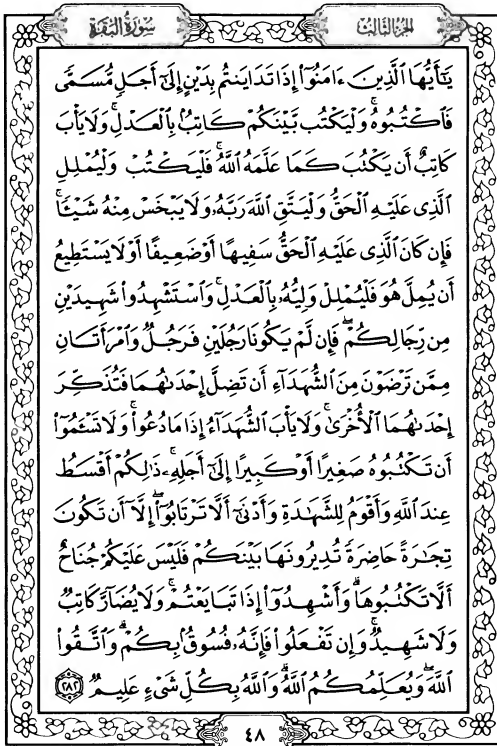 سُورَةُ البَقَرَةِ
الجزء الثالث
يَـٰٓأَيُّهَا ٱلَّذِينَ ءَامَنُوٓا۟ إِذَا تَدَايَنتُم بِدَيْنٍ إِلَىٰٓ أَجَلٍ مُّسَمًّى
فَٱكْتُبُوهُ ۚ وَلْيَكْتُب بَّيْنَكُمْ كَاتِبٌۢ بِٱلْعَدْلِ ۚ وَلَا يَأْبَ
كَاتِبٌ أَن يَكْتُبَ كَمَا عَلَّمَهُ ٱللَّهُ ۚ فَلْيَكْتُبْ وَلْيُمْلِلِ
ٱلَّذِى عَلَيْهِ ٱلْحَقُّ وَلْيَتَّقِ ٱللَّهَ رَبَّهُۥ وَلَا يَبْخَسْ مِنْهُ شَيْـًٔا ۚ
فَإِن كَانَ ٱلَّذِى عَلَيْهِ ٱلْحَقُّ سَفِيهًا أَوْ ضَعِيفًا أَوْ لَا يَسْتَطِيعُ
أَن يُمِلَّ هُوَ فَلْيُمْلِلْ وَلِيُّهُۥ بِٱلْعَدْلِ ۚ وَٱسْتَشْهِدُوا۟ شَهِيدَيْنِ
مِن رِّجَالِكُمْ ۖ فَإِن لَّمْ يَكُونَا رَجُلَيْنِ فَرَجُلٌ وَٱمْرَأَتَانِ
مِمَّن تَرْضَوْنَ مِنَ ٱلشُّهَدَآءِ أَن تَضِلَّ إِحْدَىٰهُمَا فَتُذَكِّرَ
إِحْدَىٰهُمَا ٱلْأُخْرَىٰ ۚ وَلَا يَأْبَ ٱلشُّهَدَآءُ إِذَا مَا دُعُوا۟ ۚ وَلَا تَسْـَٔمُوٓا۟
أَن تَكْتُبُوهُ صَغِيرًا أَوْ كَبِيرًا إِلَىٰٓ أَجَلِهِۦ ۚ ذَٰلِكُمْ أَقْسَطُ
عِندَ ٱللَّهِ وَأَقْوَمُ لِلشَّهَـٰدَةِ وَأَدْنَىٰٓ أَلَّا تَرْتَابُوٓا۟ ۖ إِلَّآ أَن تَكُونَ
تِجَـٰرَةً حَاضِرَةً تُدِيرُونَهَا بَيْنَكُمْ فَلَيْسَ عَلَيْكُمْ جُنَاحٌ
أَلَّا تَكْتُبُوهَا ۗ وَأَشْهِدُوٓا۟ إِذَا تَبَايَعْتُمْ ۚ وَلَا يُضَآرَّ كَاتِبٌ
وَلَا شَهِيدٌ ۚ وَإِن تَفْعَلُوا۟ فَإِنَّهُۥ فُسُوقٌۢ بِكُمْ ۗ وَٱتَّقُوا۟
ٱللَّهَ ۖ وَيُعَلِّمُكُمُ ٱللَّهُ ۗ وَٱللَّهُ بِكُلِّ شَىْءٍ عَلِيمٌ ٢٨٢
٤٨